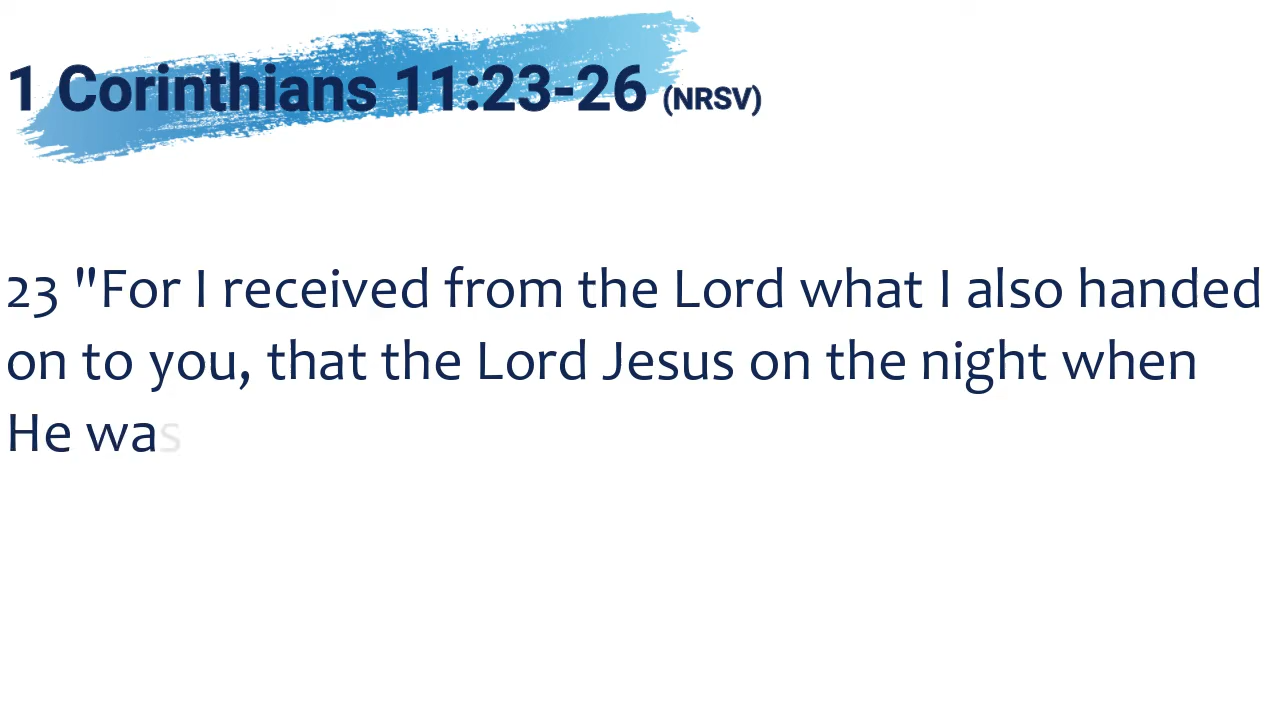 1 Corinthians 11:23-26 (NRSV)
23 "For I received from the Lord what I also handed
on to you, that the Lord Jesus on the night when
He was